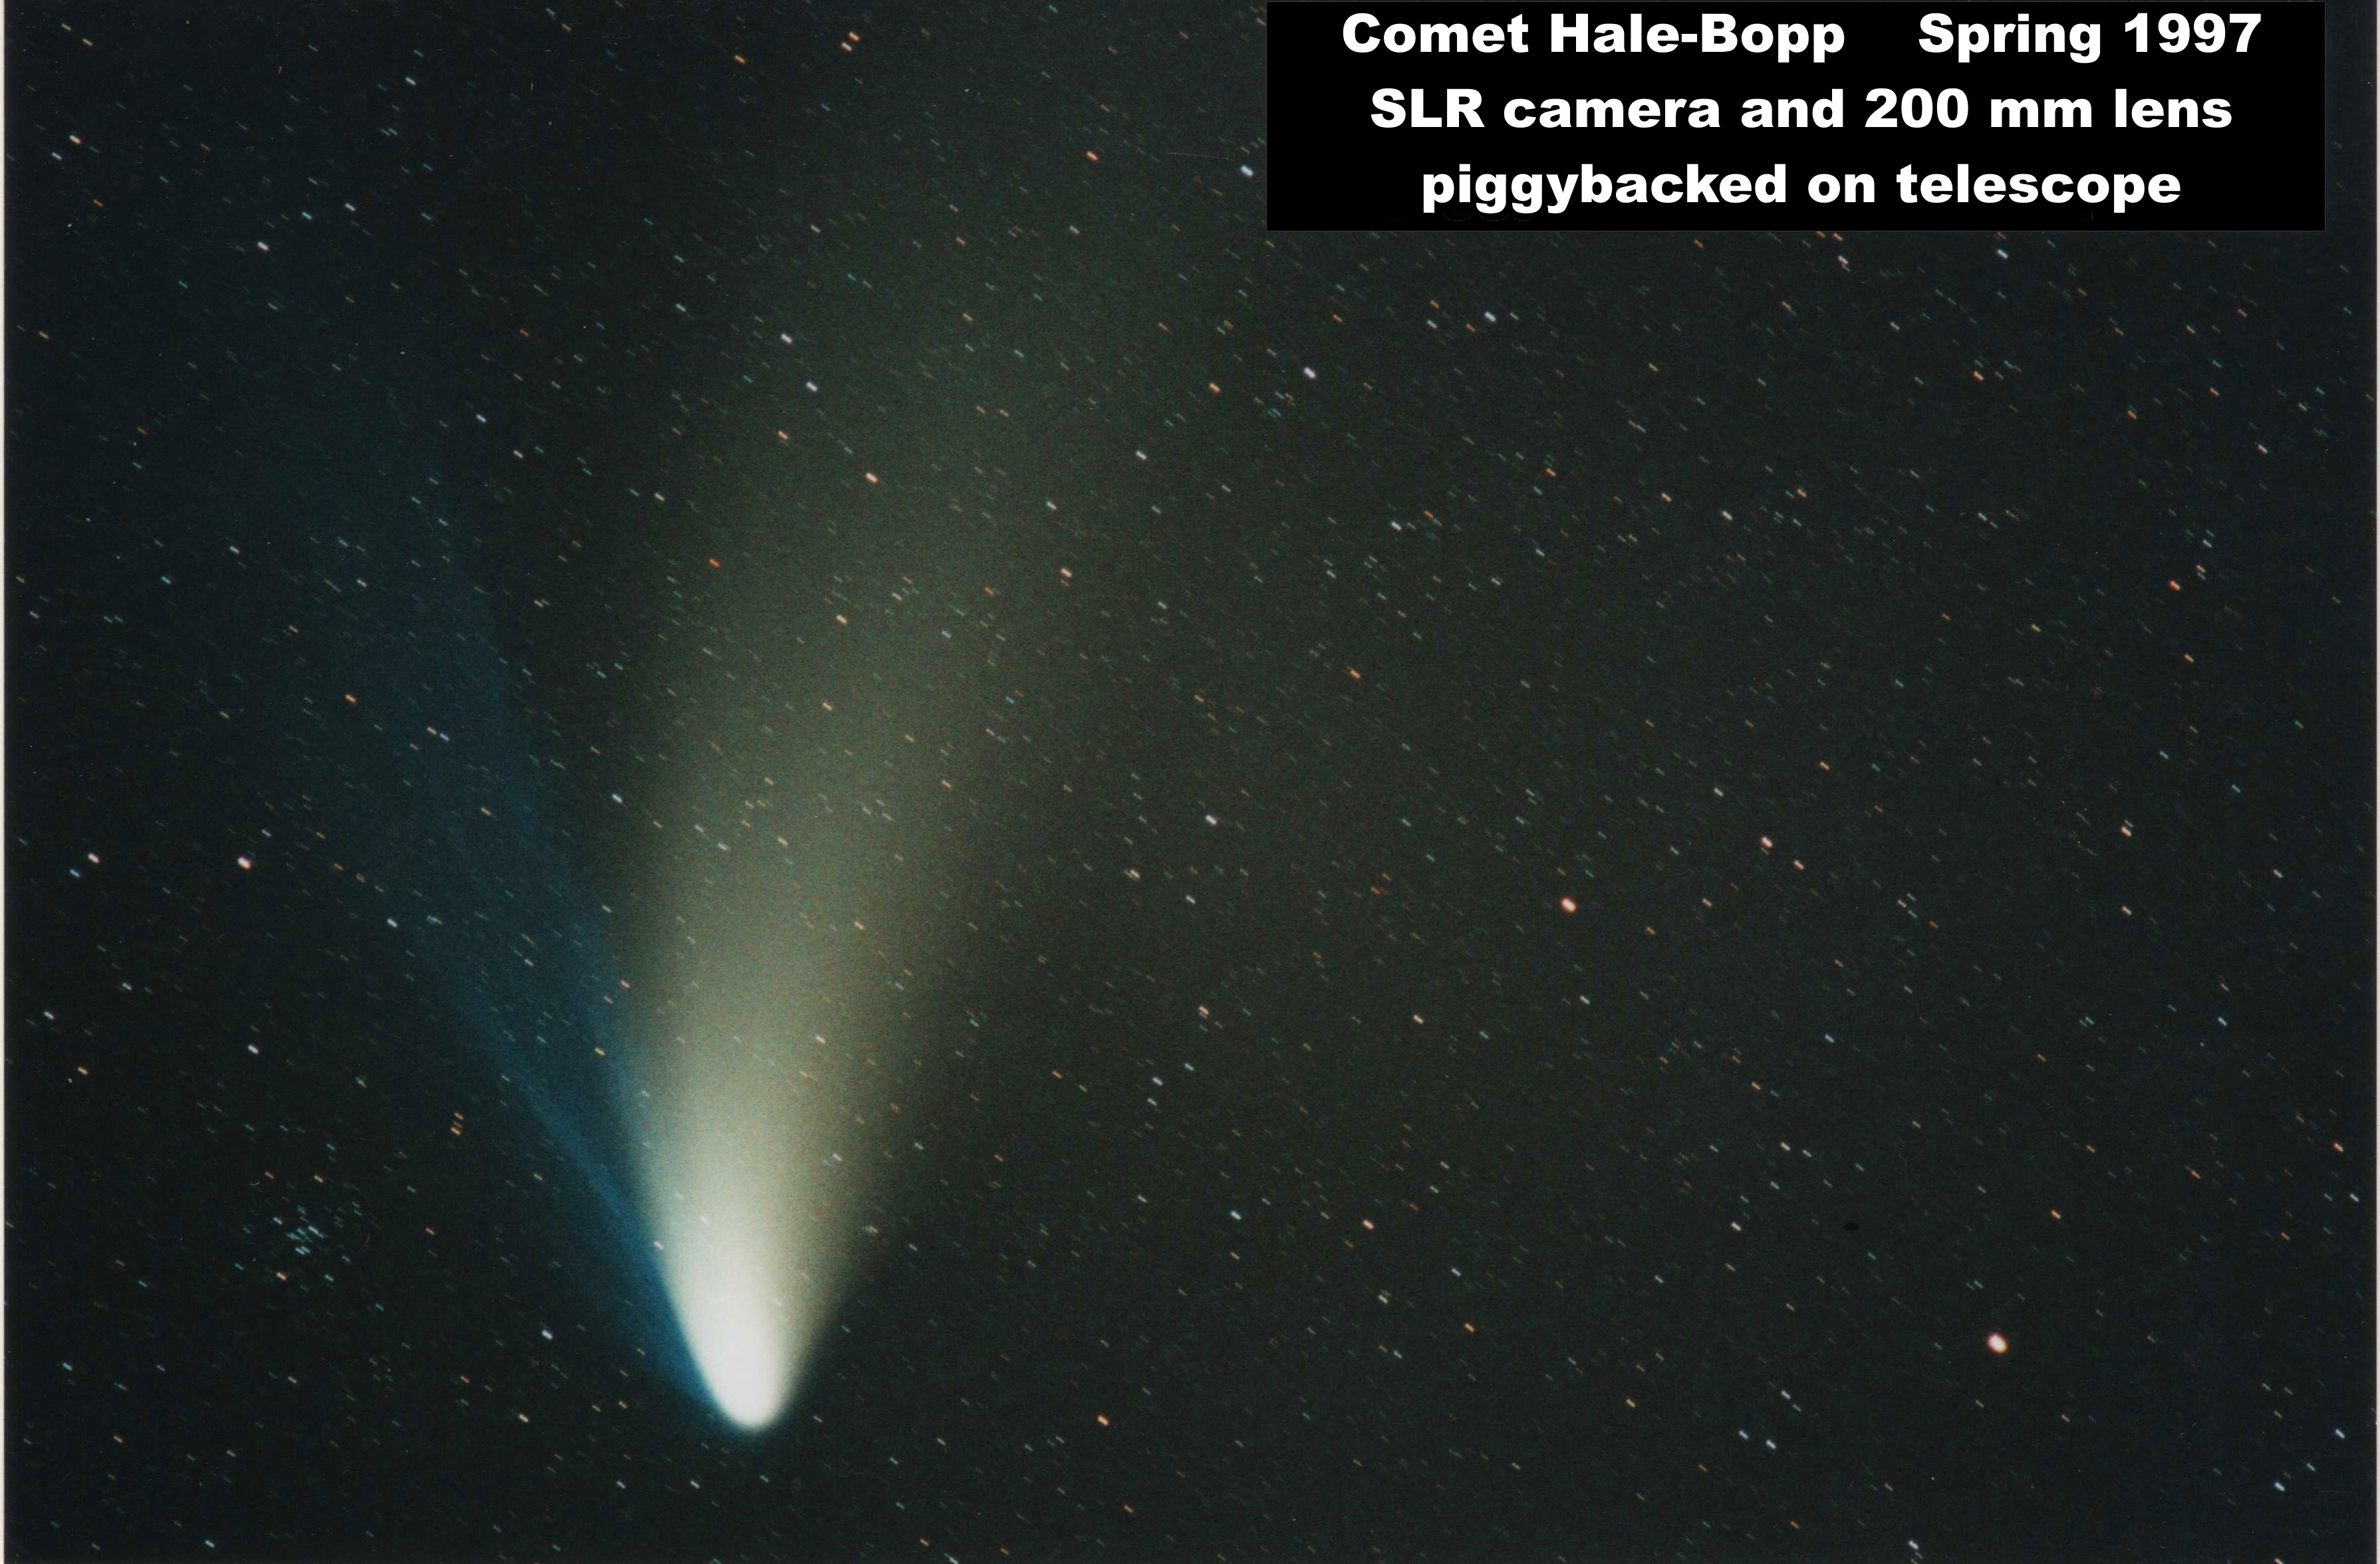 Comet Hale-Bopp Spring 1997
SLR camera and 200 mm lens
piggybacked on telescope